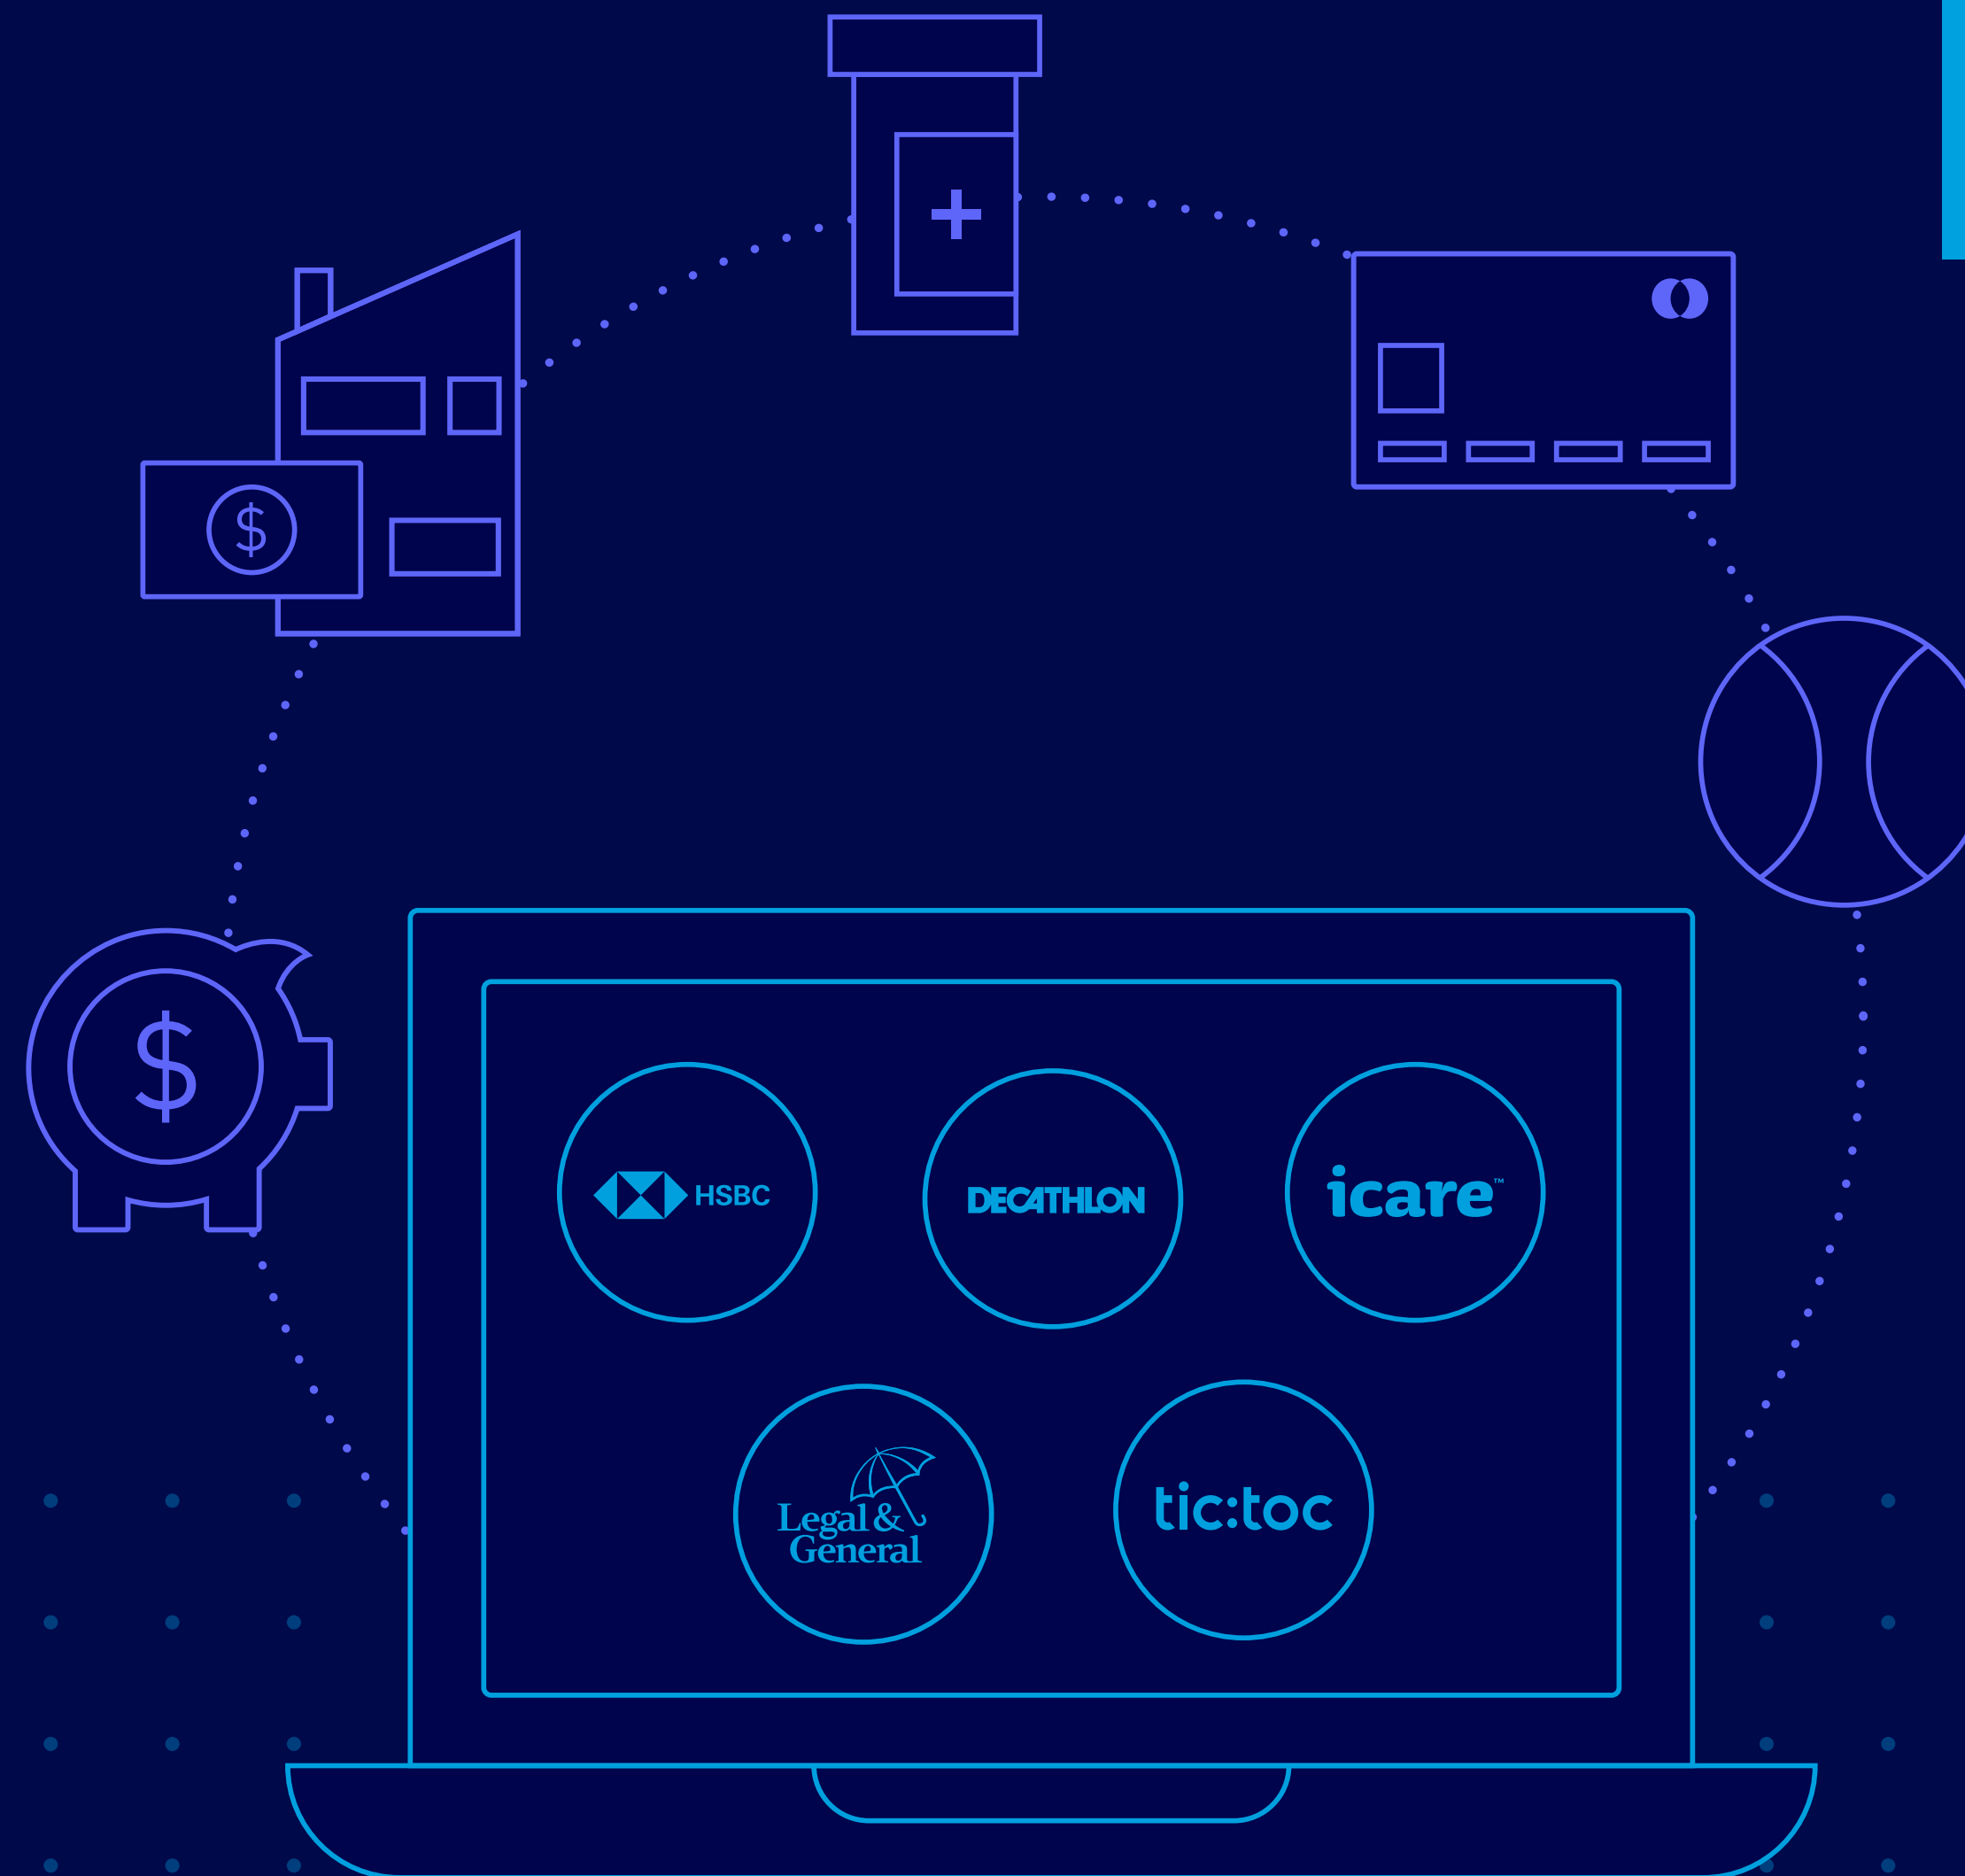 $
$
HSBC
DECATHLON
icare™
Legal &
General
tic:toc